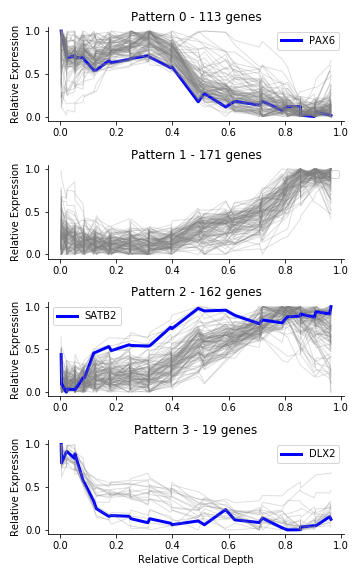 Pattern 0 - 113 genes
Relative Expression
1.0
0.5
0.0
PAX6
0.0 0.2 0.4 0.6 0.8 1.0
Pattern 1 - 171 genes
Relative Expression
1.0
0.5
0.0
0.0 0.2 0.4 0.6 0.8 1.0
Pattern 2 - 162 genes
Relative Expression
1.0
0.5
0.0
SATB2
0.0 0.2 0.4 0.6 0.8 1.0
Pattern 3 - 19 genes
Relative Expression
1.0
0.5
0.0
DLX2
0.0 0.2 0.4 0.6 0.8 1.0
Relative Cortical Depth